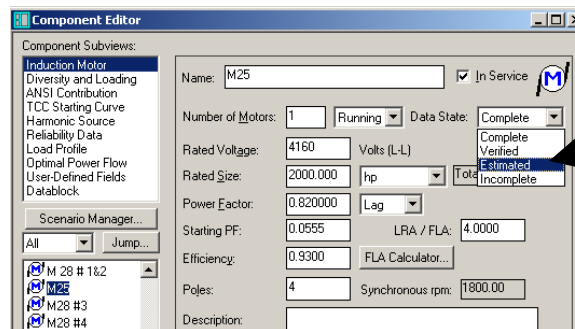 Component Editor
Component Subviews:
Induction Motor
Diversity and Loading
ANSI Contribution
TCC Starting Curve
Harmonic Source
Reliability Data
Load Profile
Optimal Power Flow
User-Defined Fields
Datablock
Scenario Manager...
All Jump...
M 28 # 1&2
M25
M28 #3
M28 #4
Name: M25 In Service M
Number of Motors: 1 Running Data State: Complete
Complete
Verified
Estimated
Incomplete
Rated Voltage: 4160 Volts (L-L)
Rated Size: 2000.000 hp
Power Factor: 0.820000 Lag
Starting PF: 0.0555 LRA / FLA: 4.0000
Efficiency: 0.9300 FLA Calculator...
Poles: 4 Synchronous rpm: 1800.00
Description: